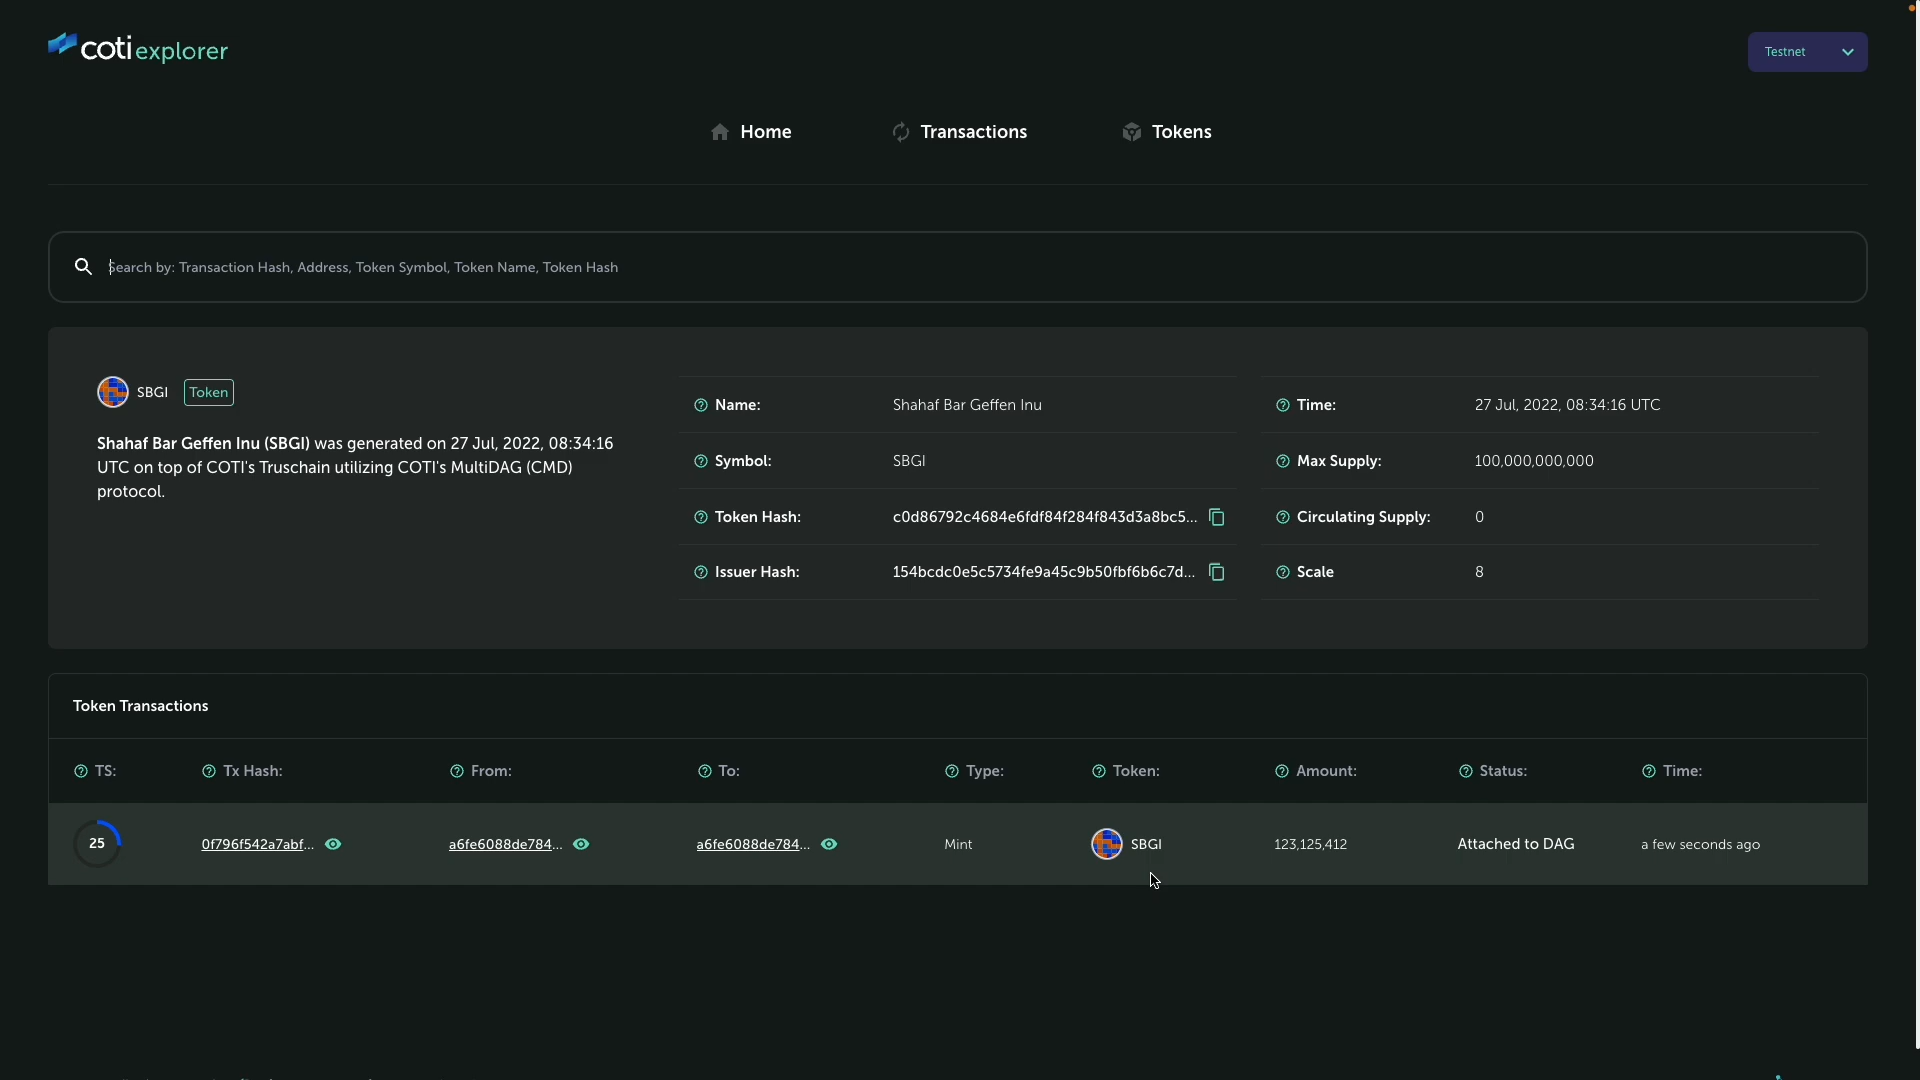 coti explorer
Testnet
Home
Transactions
Tokens
Search by: Transaction Hash, Address, Token Symbol, Token Name, Token Hash
SBGI
Token
Shahaf Bar Geffen Inu (SBGI) was generated on 27 Jul, 2022, 08:34:16
UTC on top of COTI's Truschain utilizing COTI's MultiDAG (CMD)
protocol.
Name: Shahaf Bar Geffen Inu
Symbol: SBGI
Token Hash: c0d86792c4684e6fdf84f284f843d3a8bc5...
Issuer Hash: 154bcdc0e5c5734fe9a45c9b50fbf6b6c7d...
Time: 27 Jul, 2022, 08:34:16 UTC
Max Supply: 100,000,000,000
Circulating Supply: 0
Scale 8
Token Transactions
TS: Tx Hash: From: To: Type: Token: Amount: Status: Time:
25 0f796f542a7abf... a6fe6088de784... a6fe6088de784... Mint SBGI 123,125,412 Attached to DAG a few seconds ago